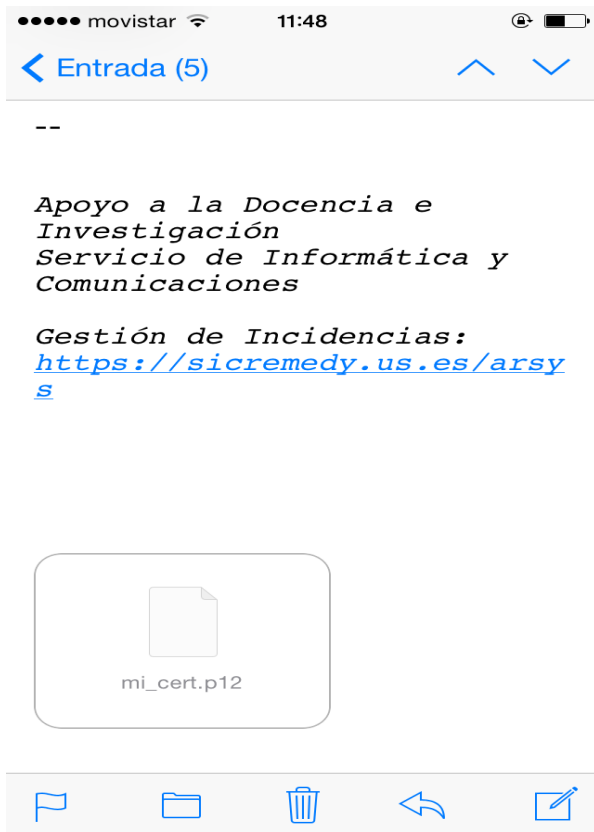 movistar 11:48
Entrada (5)
--
Apoyo a la Docencia e
Investigación
Servicio de Informática y
Comunicaciones
Gestión de Incidencias:
https://sicremedy.us.es/arsy
s
mi_cert.p12